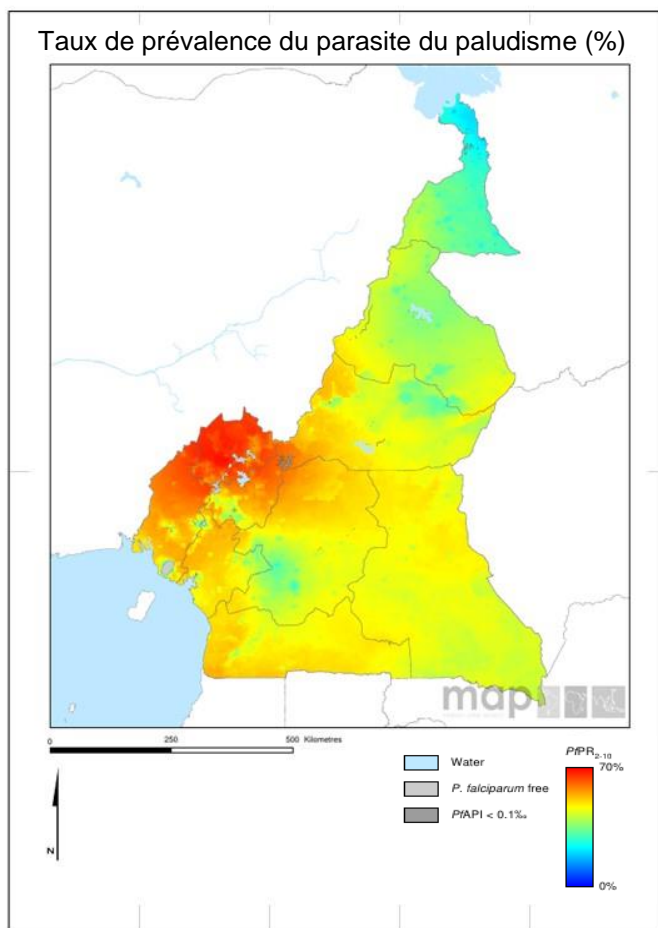 Taux de prévalence du parasite du paludisme (%)
map
0 250 500 Kilometres
Water
P. falciparum free
PfAPI < 0.1‰
PfPR2-10
70%
0%
N